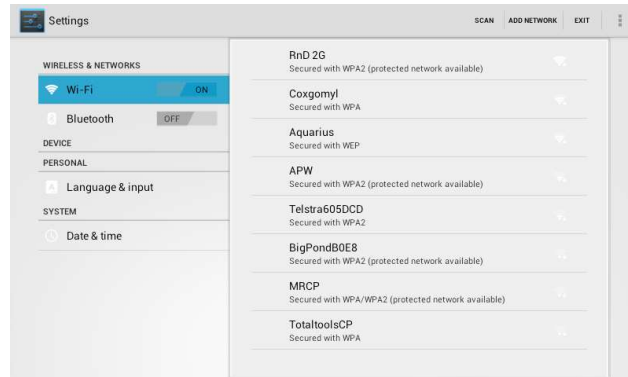 Settings
SCAN ADD NETWORK EXIT
WIRELESS & NETWORKS
Wi-Fi ON
Bluetooth OFF
DEVICE
PERSONAL
A Language & input
SYSTEM
Date & time
RnD 2G
Secured with WPA2 (protected network available)
Coxgomyl
Secured with WPA
Aquarius
Secured with WEP
APW
Secured with WPA2 (protected network available)
Telstra605DCD
Secured with WPA2
BigPondB0E8
Secured with WPA2 (protected network available)
MRCP
Secured with WPA/WPA2 (protected network available)
TotaltoolsCP
Secured with WPA